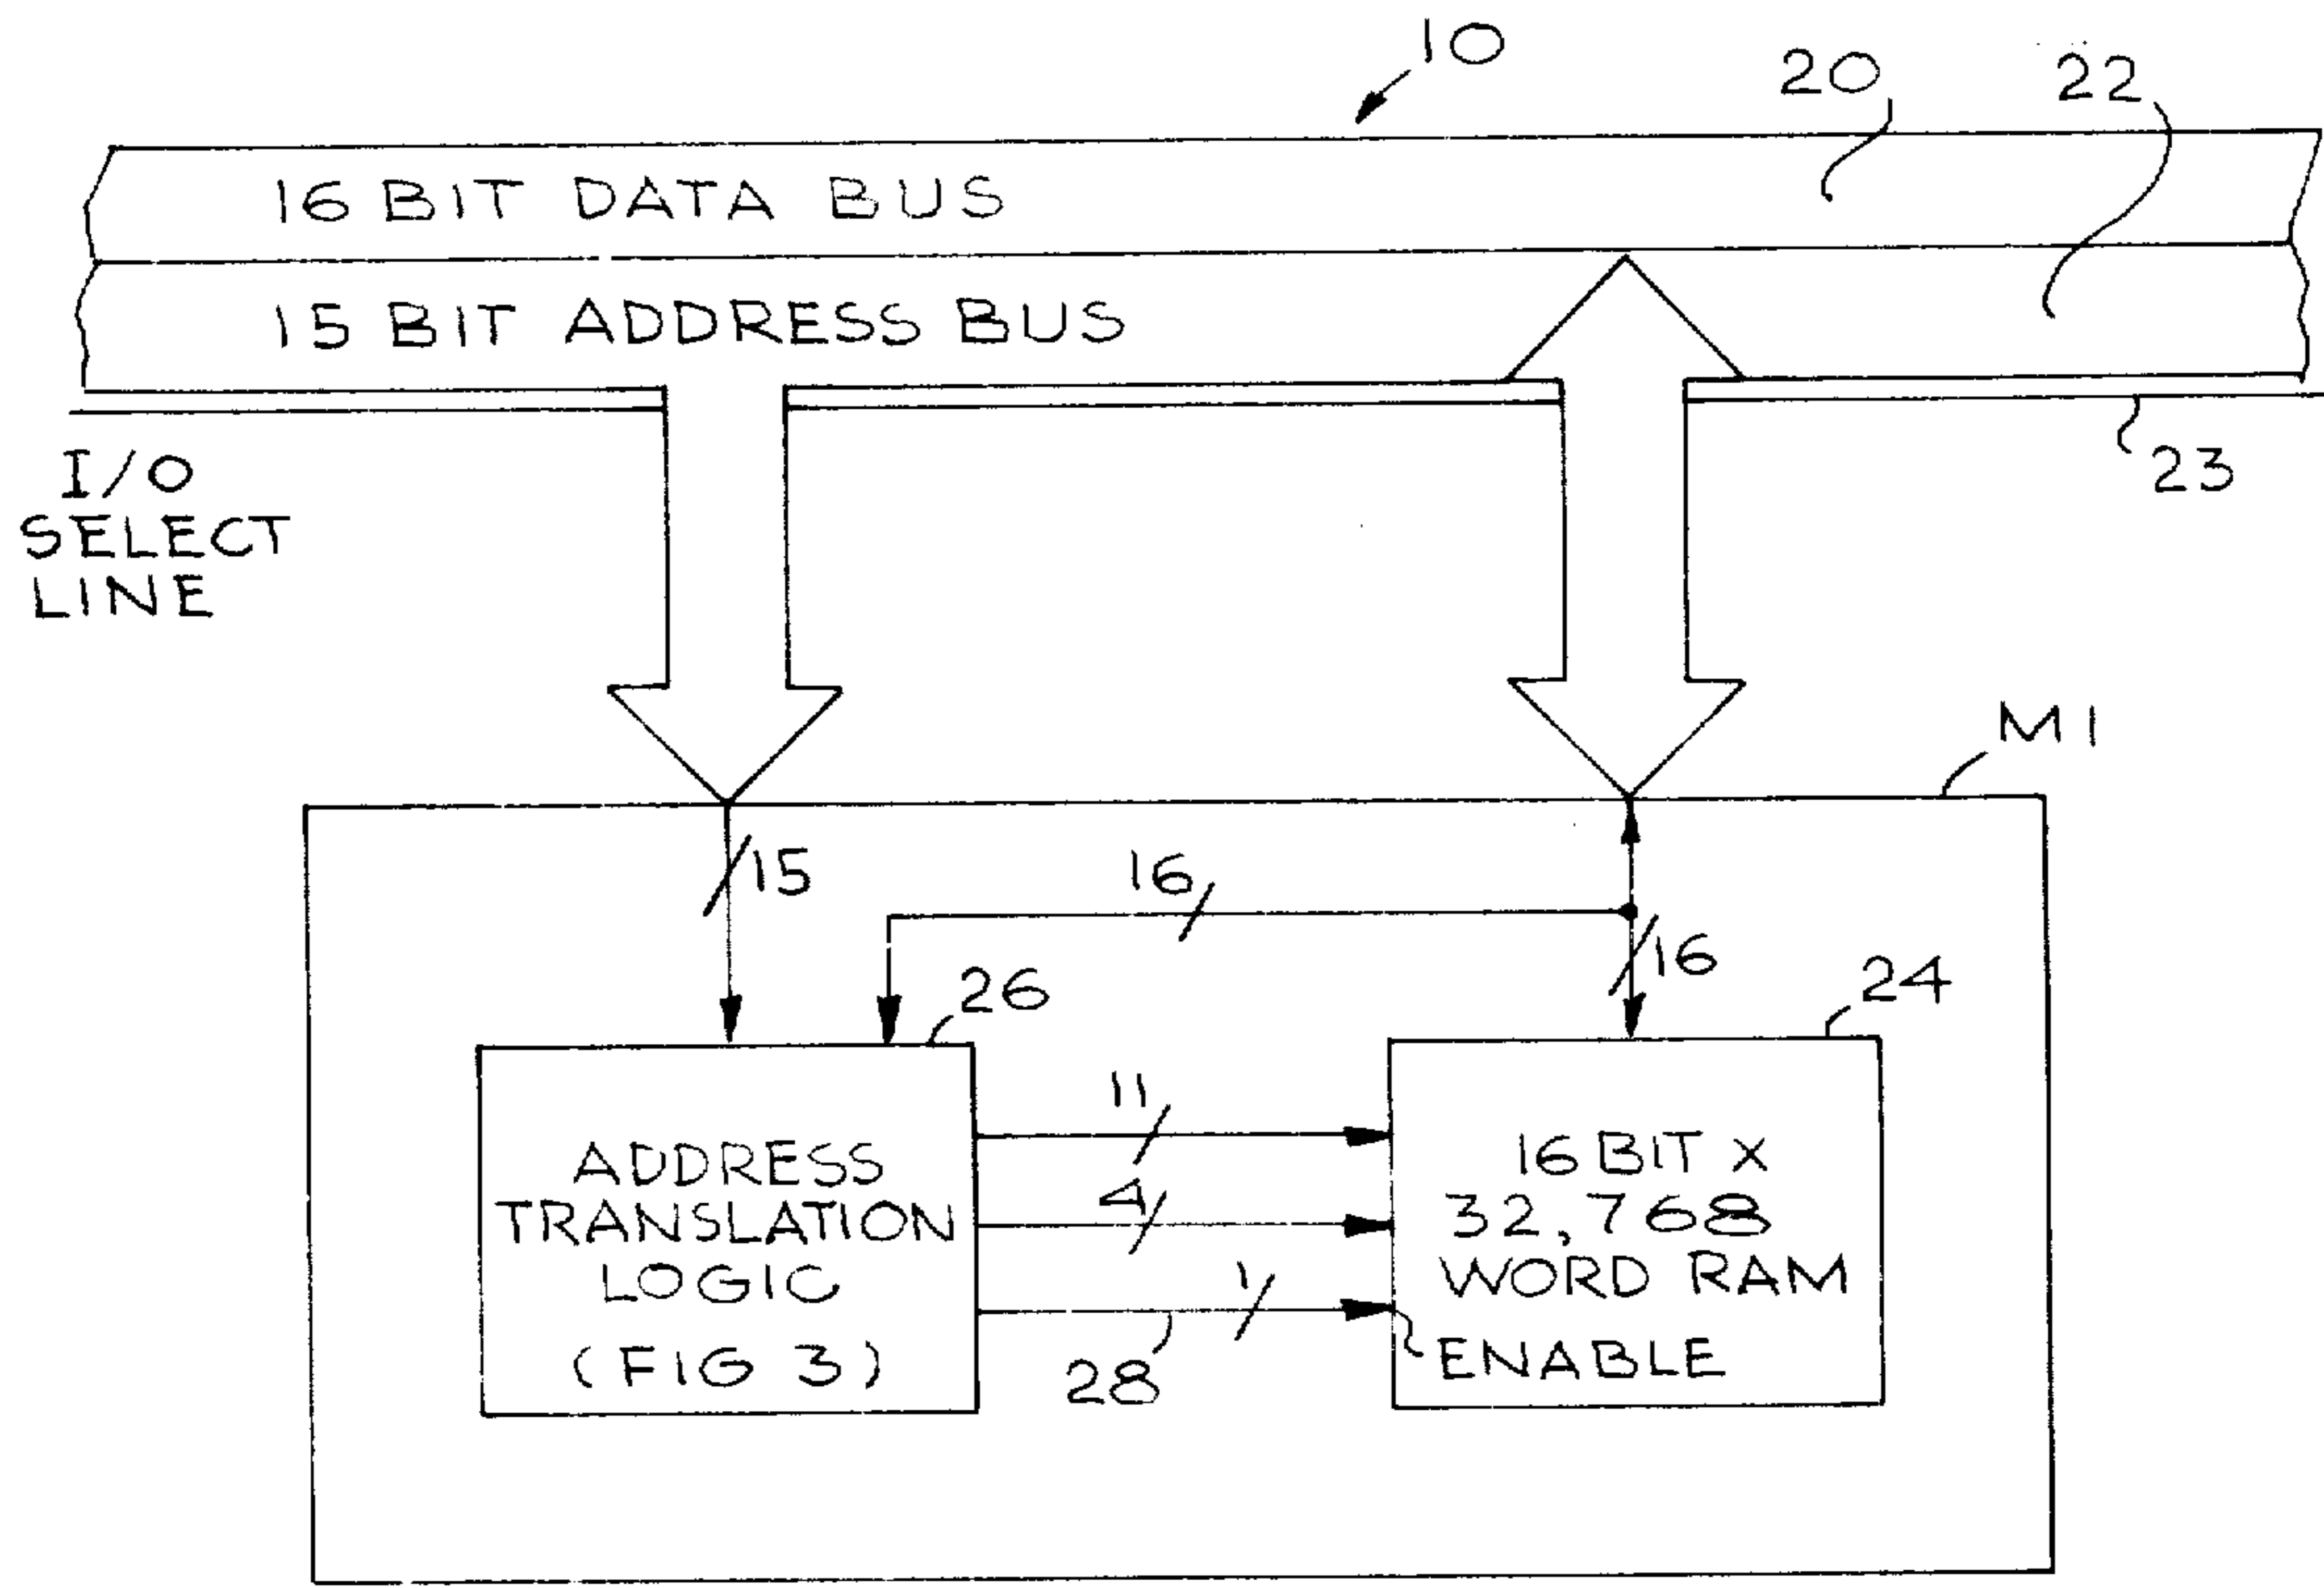 10
20
22
16 BIT DATA BUS
15 BIT ADDRESS BUS
I/O
SELECT
LINE
23
M1
15
16
16
26
24
ADDRESS
TRANSLATION
LOGIC
(FIG 3)
11
4
1
28
16 BIT X
32,768
WORD RAM
ENABLE